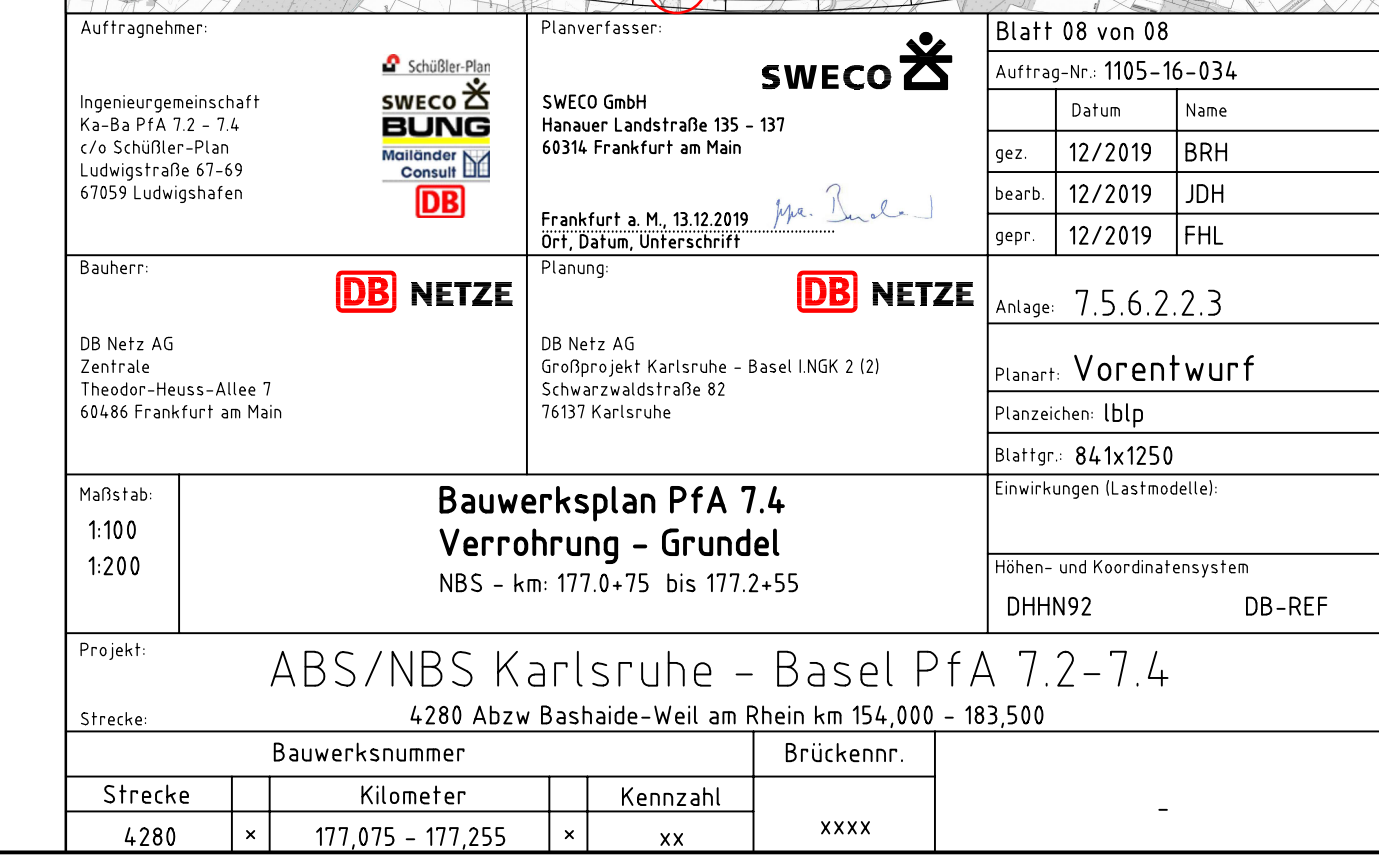 Auftragnehmer:
Schüßler-Plan
SWECO
BUNG
Mailänder
Consult
DB
Ingenieurgemeinschaft
Ka-Ba PfA 7.2 - 7.4
c/o Schüßler-Plan
Ludwigstraße 67-69
67059 Ludwigshafen
Planverfasser:
SWECO
SWECO GmbH
Hanauer Landstraße 135 - 137
60314 Frankfurt am Main
Frankfurt a. M., 13.12.2019
Ort, Datum, Unterschrift
Blatt 08 von 08
Auftrag-Nr.: 1105-16-034
Datum Name
gez. 12/2019 BRH
bearb. 12/2019 JDH
gepr. 12/2019 FHL
Bauherr:
DB NETZE
DB Netz AG
Zentrale
Theodor-Heuss-Allee 7
60486 Frankfurt am Main
Planung:
DB NETZE
DB Netz AG
Großprojekt Karlsruhe - Basel I.NGK 2 (2)
Schwarzwaldstraße 82
76137 Karlsruhe
Anlage: 7.5.6.2.2.3
Planart: Vorentwurf
Planzeichen: lblp
Blattgr.: 841x1250
Maßstab:
1:100
1:200
Bauwerksplan PfA 7.4
Verrohrung - Grundel
NBS - km: 177.0+75 bis 177.2+55
Einwirkungen (Lastmodelle):
Höhen- und Koordinatensystem
DHHN92 DB-REF
Projekt:
ABS/NBS Karlsruhe - Basel PfA 7.2-7.4
Strecke: 4280 Abzw Bashaide-Weil am Rhein km 154,000 - 183,500
Bauwerksnummer Brückennr.
Strecke Kilometer Kennzahl
4280 x 177,075 - 177,255 x xx xxxx -